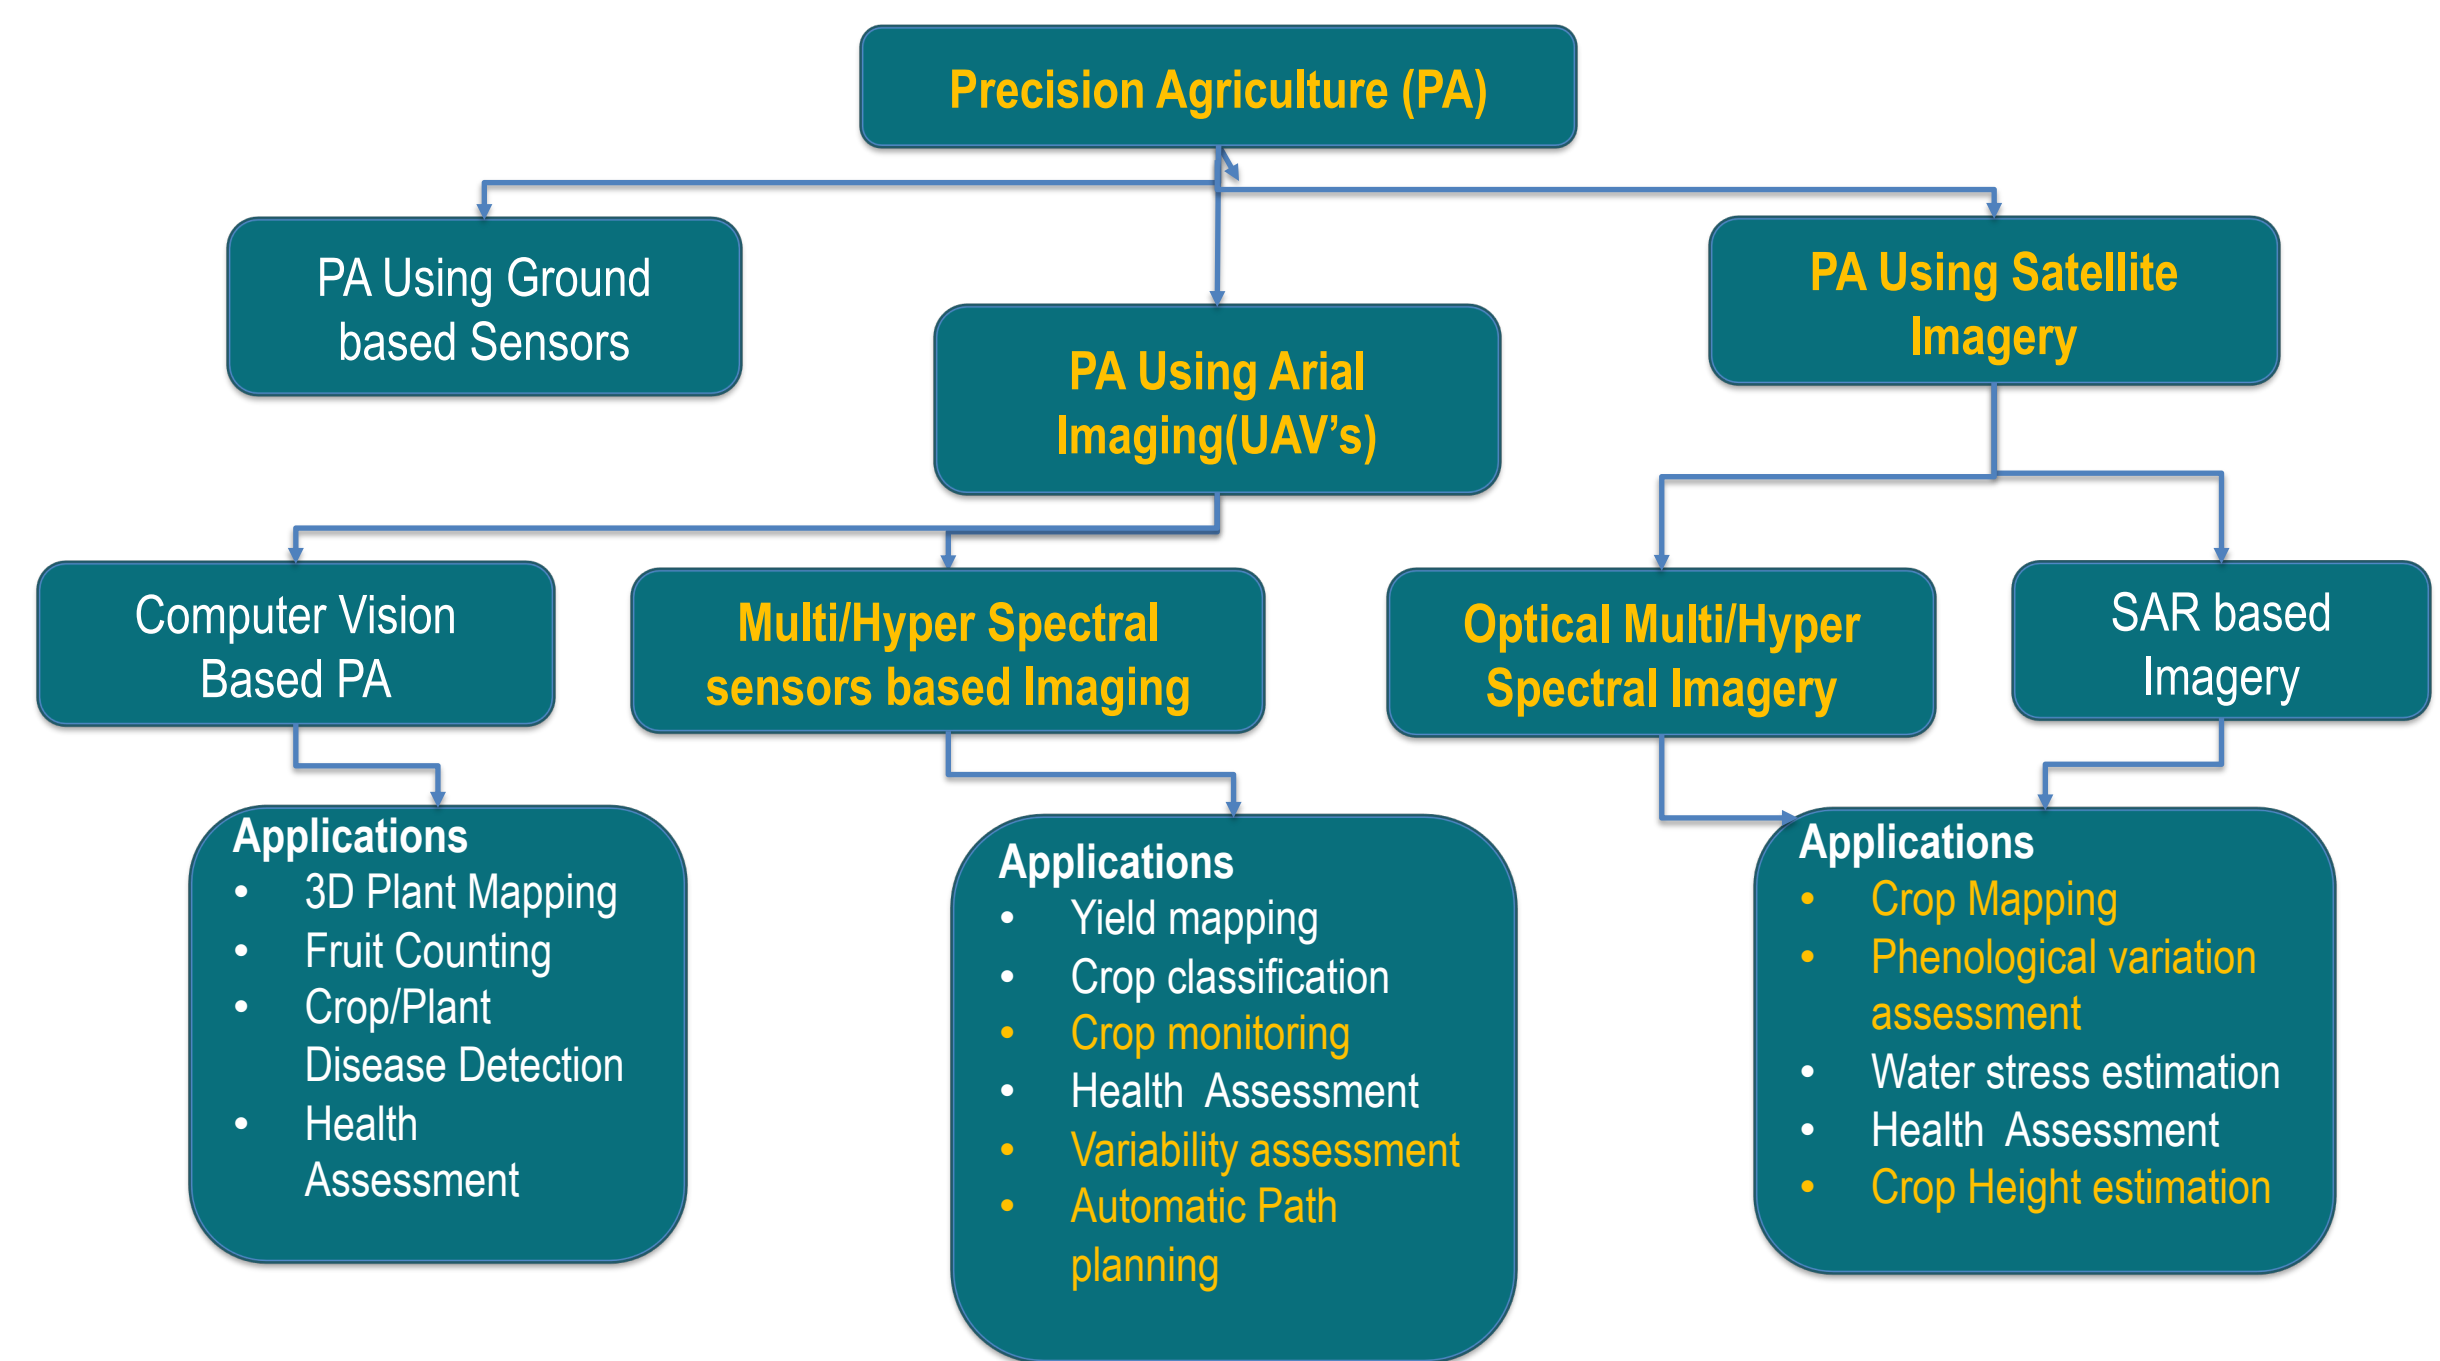 Precision Agriculture (PA)
PA Using Ground
based Sensors
PA Using Arial
Imaging(UAV’s)
PA Using Satellite
Imagery
Computer Vision
Based PA
Multi/Hyper Spectral
sensors based Imaging
Optical Multi/Hyper
Spectral Imagery
SAR based
Imagery
Applications
• 3D Plant Mapping
• Fruit Counting
• Crop/Plant
Disease Detection
• Health
Assessment
Applications
• Yield mapping
• Crop classification
• Crop monitoring
• Health  Assessment
• Variability assessment
• Automatic Path
planning
Applications
• Crop Mapping
• Phenological variation
assessment
• Water stress estimation
• Health  Assessment
• Crop Height estimation